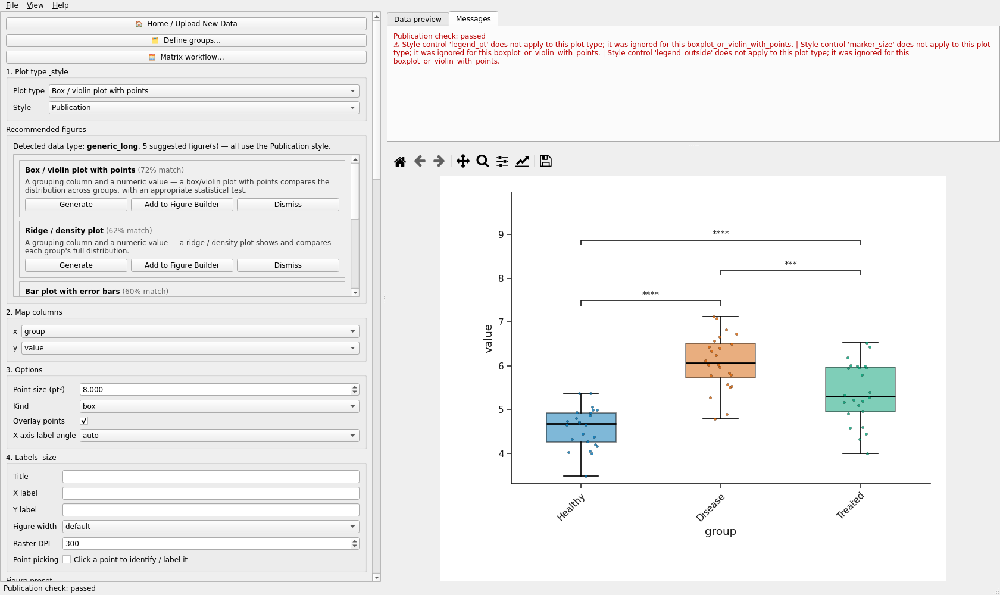 File View Help
🏠 Home / Upload New Data
🗂️ Define groups...
🧮 Matrix workflow...
1. Plot type _style
Plot type Box / violin plot with points
Style Publication
Recommended figures
Detected data type: generic_long. 5 suggested figure(s) — all use the Publication style.
Box / violin plot with points (72% match)
A grouping column and a numeric value — a box/violin plot with points compares the
distribution across groups, with an appropriate statistical test.
Generate Add to Figure Builder Dismiss
Ridge / density plot (62% match)
A grouping column and a numeric value — a ridge / density plot shows and compares
each group's full distribution.
Generate Add to Figure Builder Dismiss
Bar plot with error bars (60% match)
2. Map columns
x group
y value
3. Options
Point size (pt²) 8.000
Kind box
Overlay points
X-axis label angle auto
4. Labels _size
Title
X label
Y label
Figure width default
Raster DPI 300
Point picking Click a point to identify / label it
Figure preset
Publication check: passed
Data preview Messages
Publication check: passed
⚠ Style control 'legend_pt' does not apply to this plot type; it was ignored for this boxplot_or_violin_with_points. | Style control 'marker_size' does not apply to this plot
type; it was ignored for this boxplot_or_violin_with_points. | Style control 'legend_outside' does not apply to this plot type; it was ignored for this
boxplot_or_violin_with_points.
9
8
7
6
5
4
value
****
***
****
Healthy
Disease
Treated
group